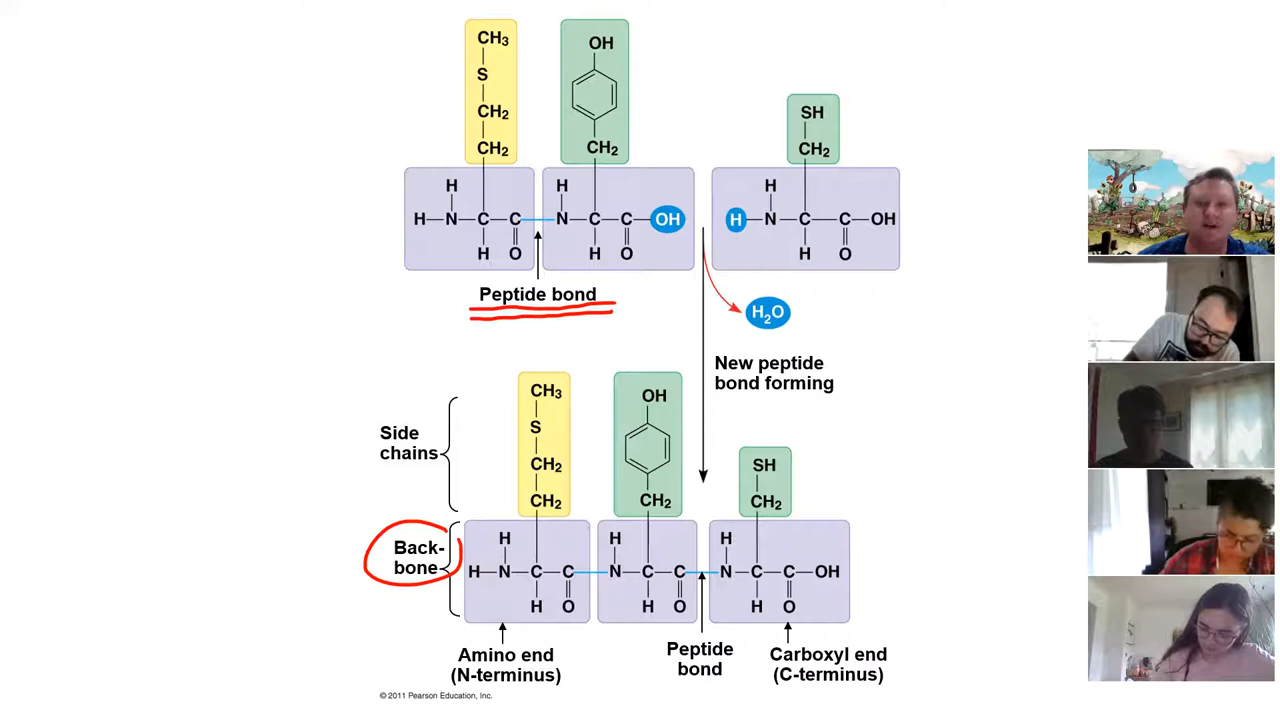 CH3
S
CH2
CH2
OH
CH2
SH
CH2
H
H
H
H—N—C—C—N—C—C—OH
H—N—C—C—OH
H O H O
H O
Peptide bond
H2O
New peptide
bond forming
Side
chains
CH3
S
CH2
CH2
OH
CH2
SH
CH2
Back-
bone
H H H
H—N—C—C—N—C—C—N—C—C—OH
H O H O H O
Amino end
(N-terminus)
Peptide
bond
Carboxyl end
(C-terminus)
© 2011 Pearson Education, Inc.